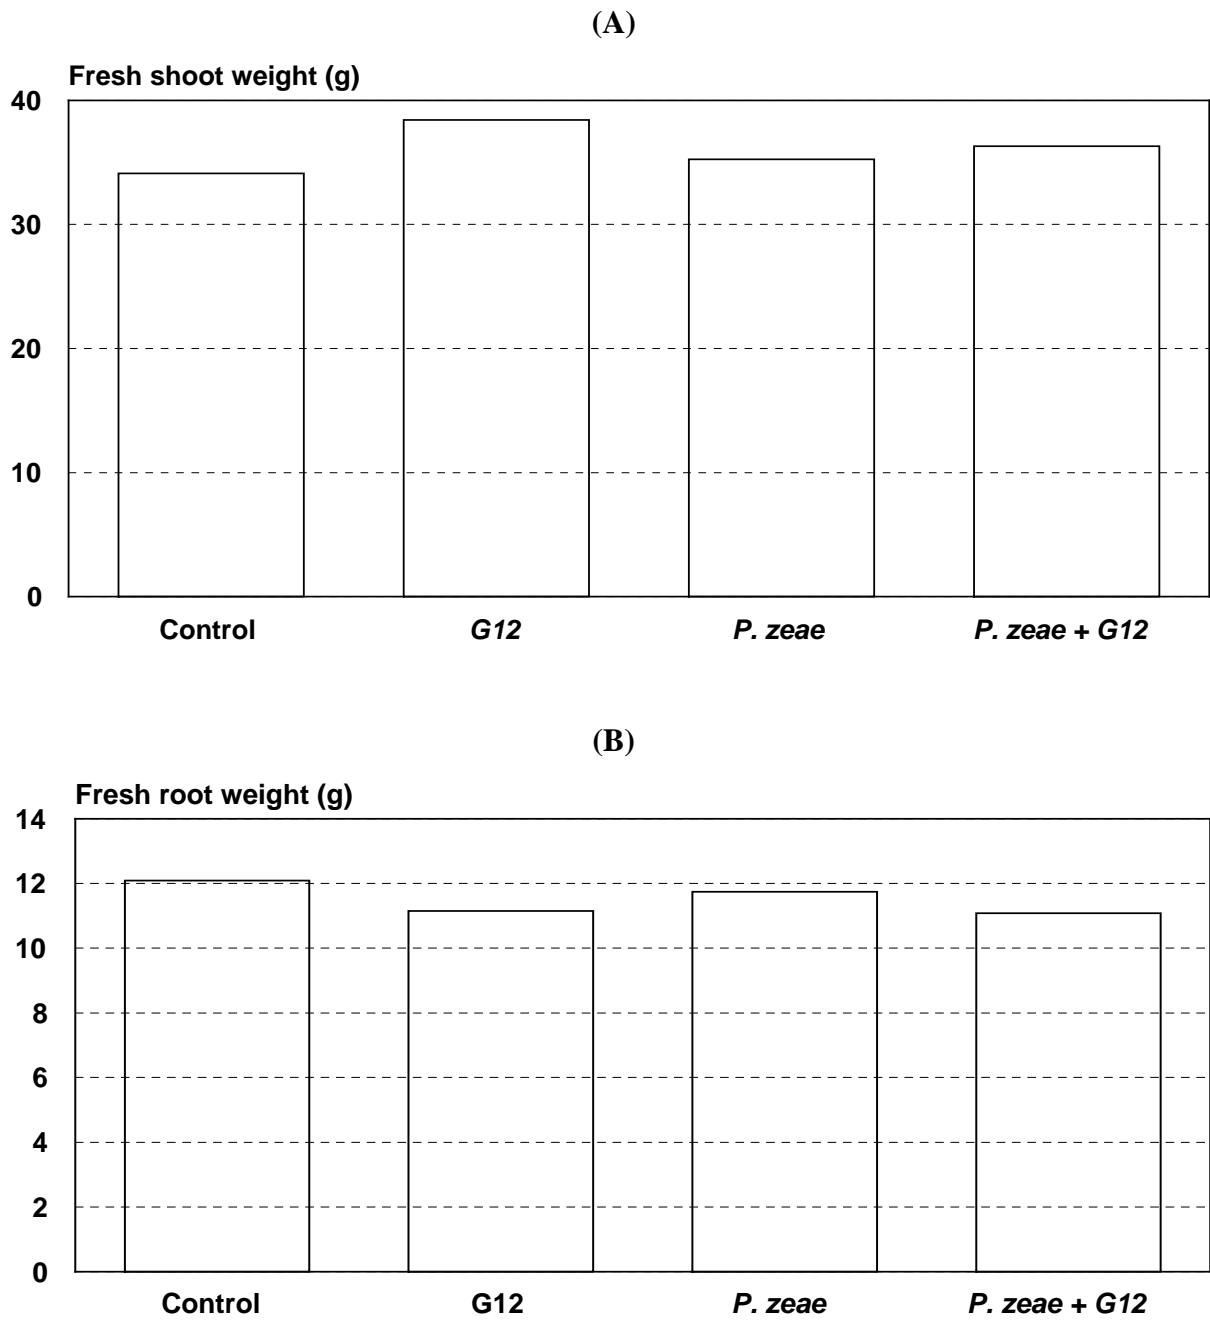 (A)
Fresh shoot weight (g)
40
30
20
10
0
Control G12 P. zeae P. zeae + G12
(B)
Fresh root weight (g)
14
12
10
8
6
4
2
0
Control G12 P. zeae P. zeae + G12